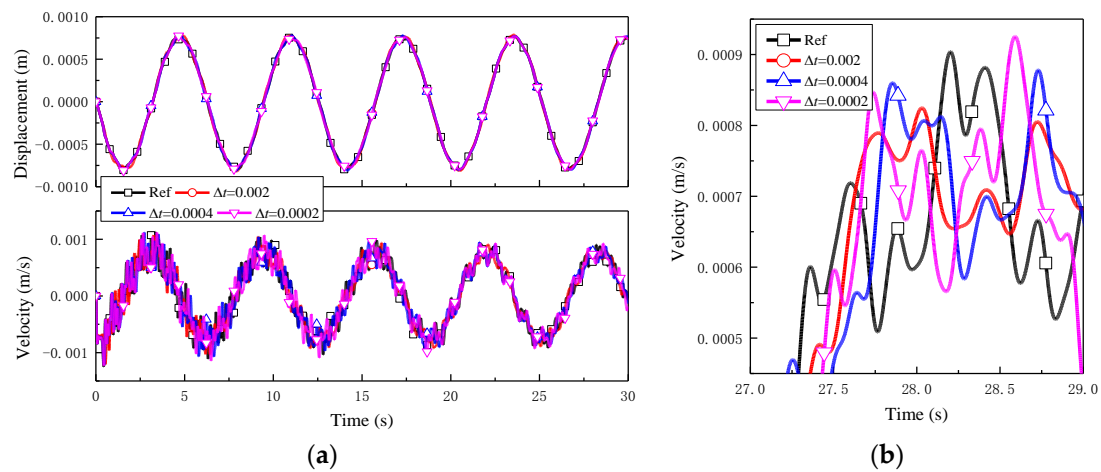 Displacement (m)
0.0010
0.0005
0.0000
−0.0005
−0.0010
Ref Δt=0.002
Δt=0.0004 Δt=0.0002
Velocity (m/s)
0.001
0.000
−0.001
0 5 10 15 20 25 30
Time (s)
(a)
Velocity (m/s)
0.0009
0.0008
0.0007
0.0006
0.0005
Ref
Δt=0.002
Δt=0.0004
Δt=0.0002
27.0 27.5 28.0 28.5 29.0
Time (s)
(b)